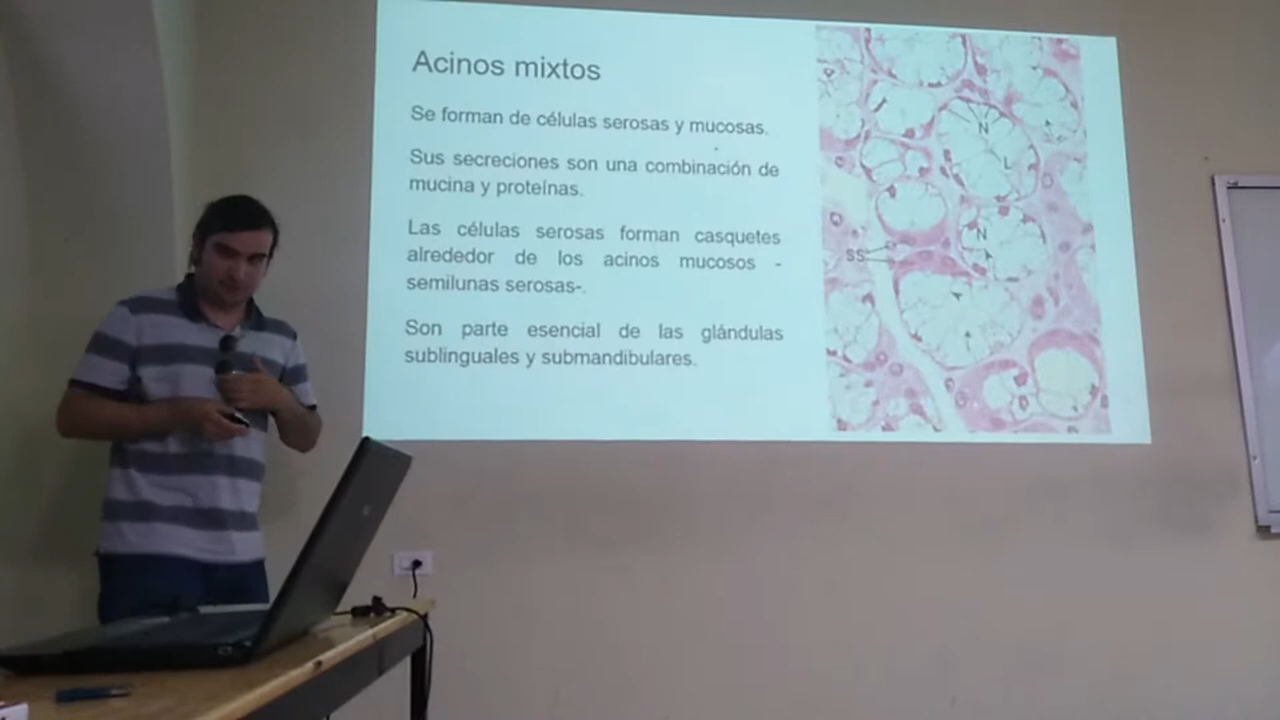 Acinos mixtos
Se forman de células serosas y mucosas.
Sus secreciones son una combinación de
mucina y proteínas.
Las células serosas forman casquetes
alrededor de los acinos mucosos -
semilunas serosas-.
Son parte esencial de las glándulas
sublinguales y submandibulares.
N
L
N
SS